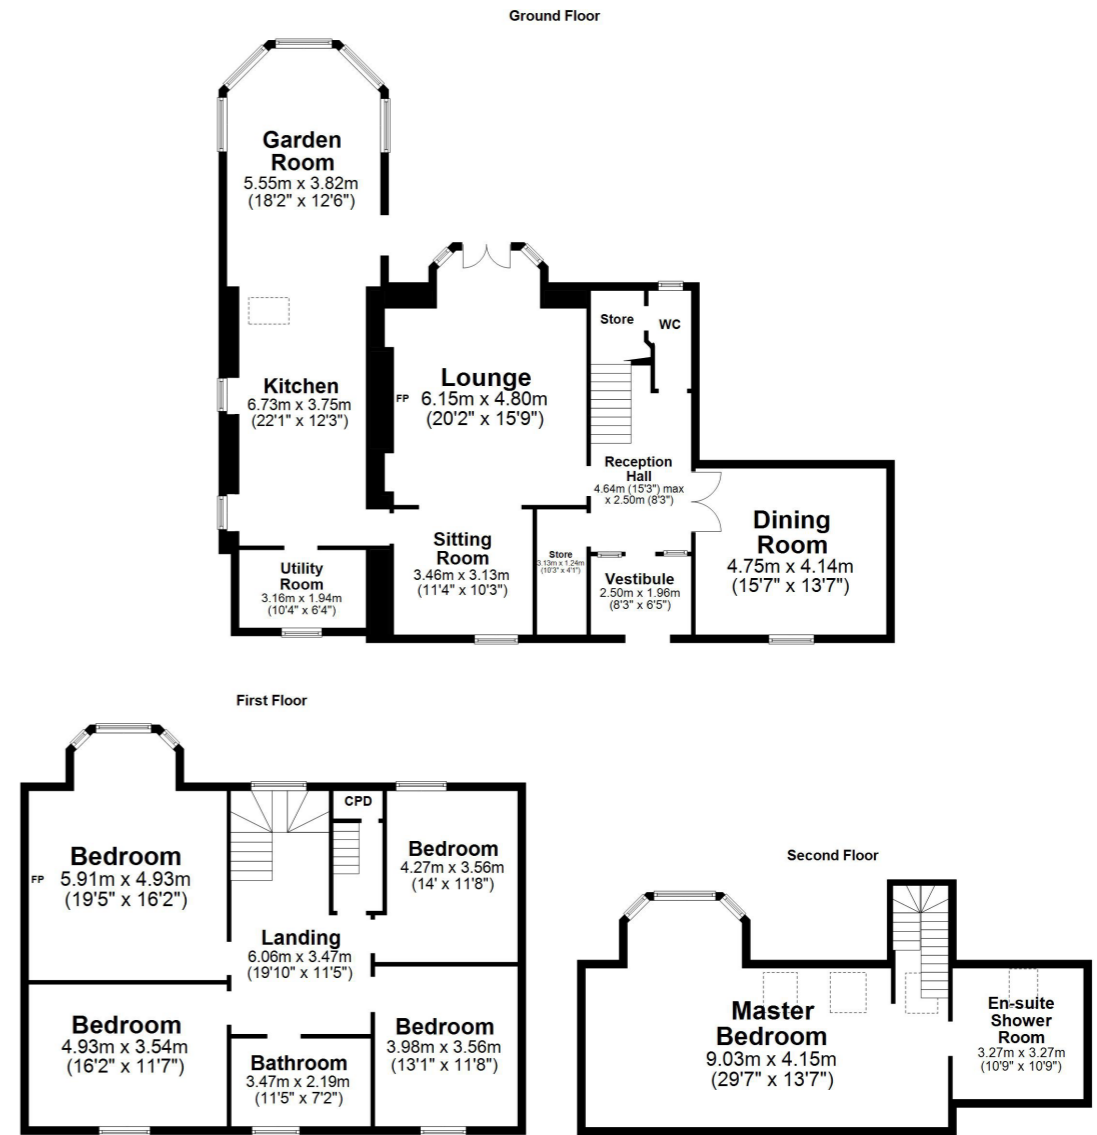 Ground Floor
Garden
Room
5.55m x 3.82m
(18'2" x 12'6")
Store
WC
Kitchen
6.73m x 3.75m
(22'1" x 12'3")
FP
Lounge
6.15m x 4.80m
(20'2" x 15'9")
Reception
Hall
4.64m (15'3") max
x 2.50m (8'3")
Dining
Room
4.75m x 4.14m
(15'7" x 13'7")
Sitting
Room
3.46m x 3.13m
(11'4" x 10'3")
Store
3.13m x 1.24m
(10'3" x 4'1")
Utility
Room
3.16m x 1.94m
(10'4" x 6'4")
Vestibule
2.50m x 1.96m
(8'3" x 6'5")
First Floor
CPD
Bedroom
5.91m x 4.93m
(19'5" x 16'2")
FP
Bedroom
4.27m x 3.56m
(14' x 11'8")
Landing
6.06m x 3.47m
(19'10" x 11'5")
Bedroom
4.93m x 3.54m
(16'2" x 11'7")
Bathroom
3.47m x 2.19m
(11'5" x 7'2")
Bedroom
3.98m x 3.56m
(13'1" x 11'8")
Second Floor
Master
Bedroom
9.03m x 4.15m
(29'7" x 13'7")
En-suite
Shower
Room
3.27m x 3.27m
(10'9" x 10'9")